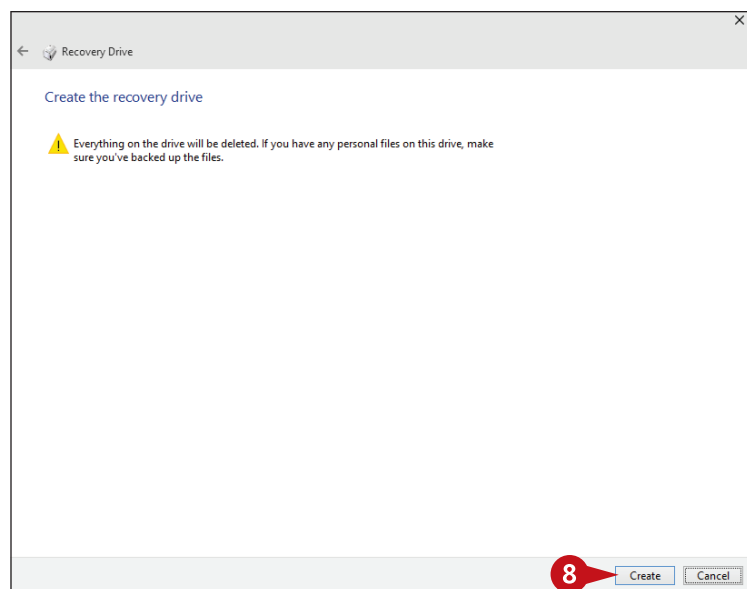 Recovery Drive
Create the recovery drive
Everything on the drive will be deleted. If you have any personal files on this drive, make
sure you've backed up the files.
8
Create Cancel